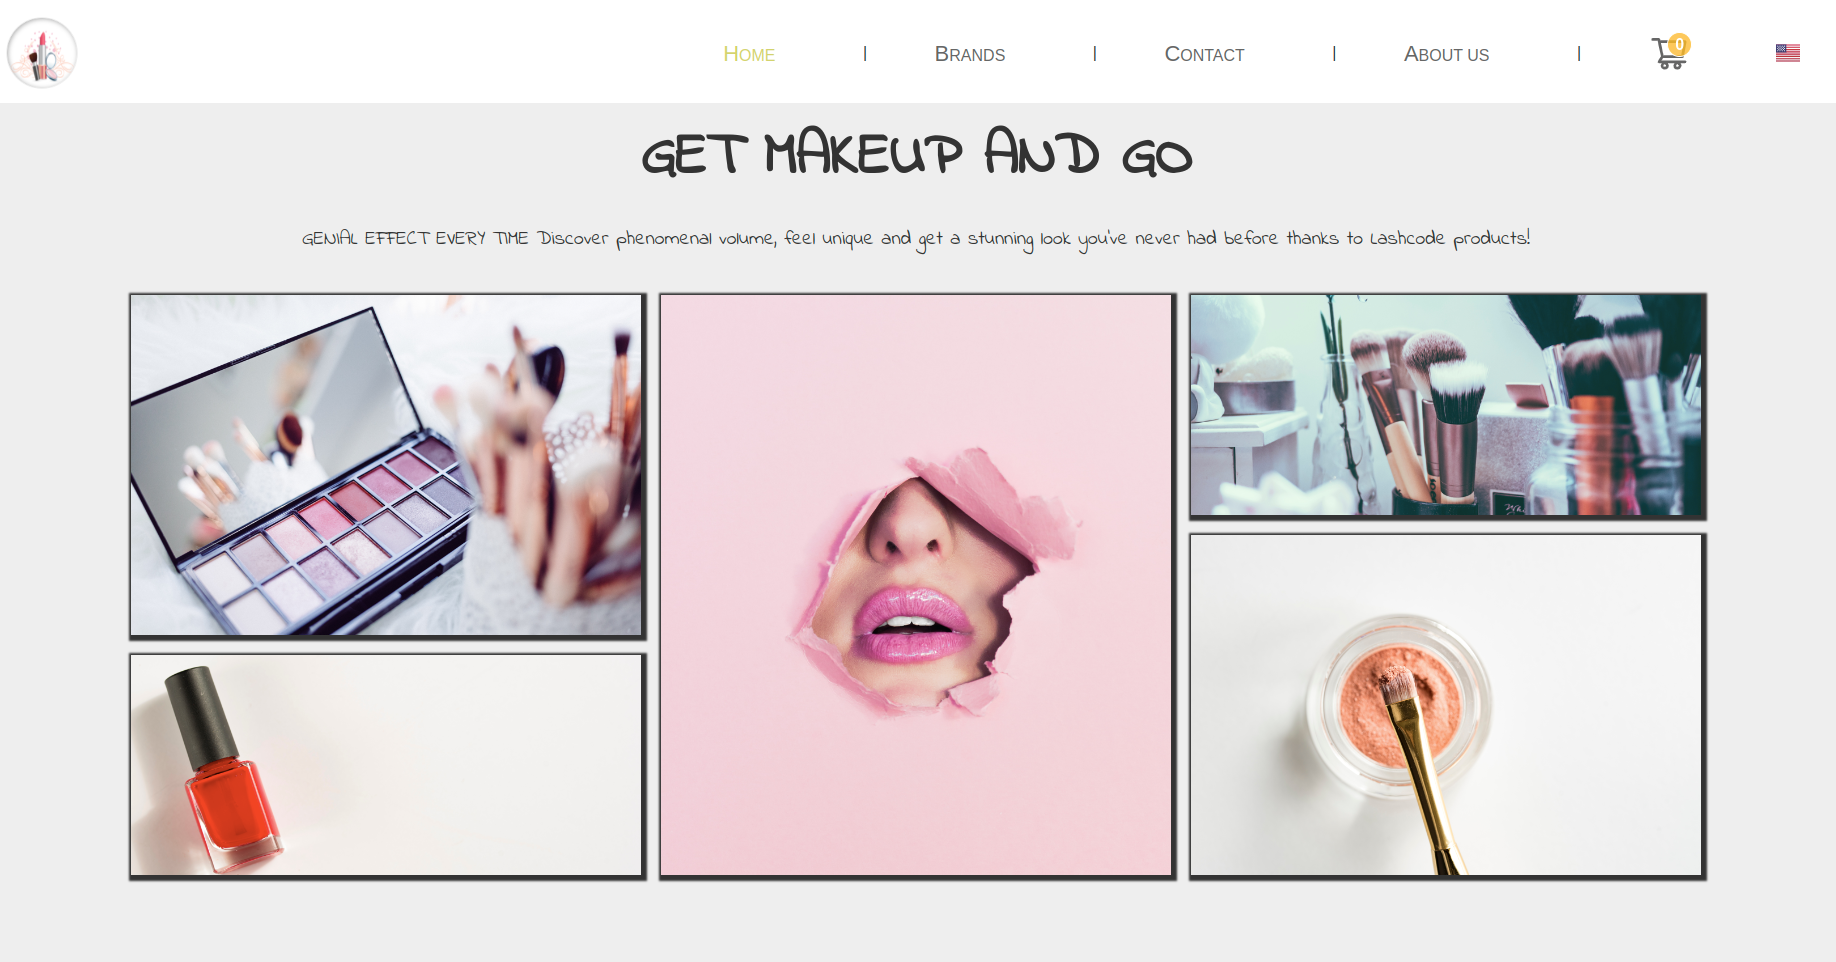 HOME | BRANDS | CONTACT | ABOUT US | 0
GET MAKEUP AND GO
GENIAL EFFECT EVERY TIME Discover phenomenal volume, feel unique and get a stunning look you've never had before thanks to Lashcode products!